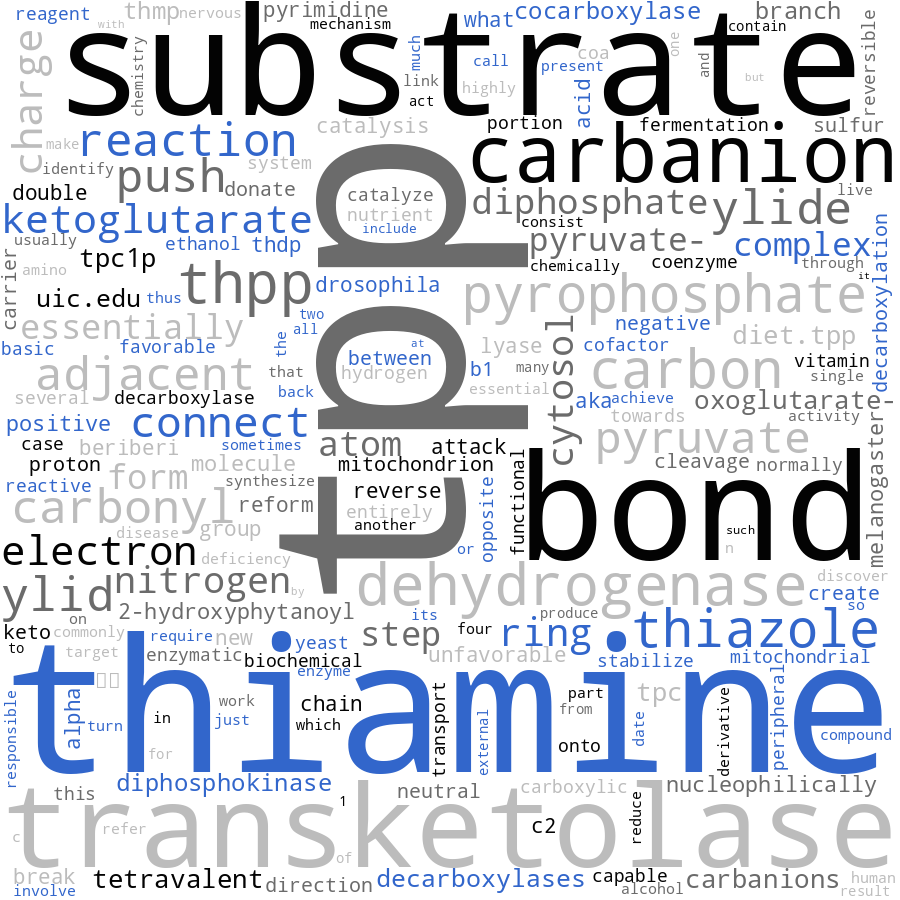 reagent
with
thmp
nervous
pyrimidine
mechanism
what
cocarboxylase
branch
contain
substrate
charge
chemistry
much
call
link
act
highly
coa
present
one
and
but
acid
reversible
make
reaction
catalysis
portion
fermentation
sulfur
carbanion
identify
push
system
donate
double
catalyze
nutrient
include
diphosphate
ylide
live
consist
ketoglutarate
usually
ethanol
thdp
tpp
pyruvate-
complex
carrier
amino
tpc1p
thpp
drosophila
chemically
coenzyme
through
it
decarboxylation
uic.edu
thus
pyrophosphate
essentially
two
all
the
negative
cofactor
diet.tpp
basic
favorable
between
at
hydrogen
lyase
b1
many
essential
cytosol
carbon
vitamin
single
adjacent
that
back
several
decarboxylase
aka
achieve
towards
oxoglutarate-
activity
positive
connect
case
beriberi
sometimes
atom
attack
mitochondrion
pyruvate
cleavage
normally
melanogaster
proton
form
molecule
synthesize
reactive
carbonyl
reform
reverse
entirely
another
opposite
functional
bond
such
n
disease
group
or
electron
deficiency
ylid
nitrogen
by
2-hydroxyphytanoyl
dehydrogenase
discover
create
so
its
produce
on
keto
commonly
to
target
require
new
yeast
step
four
ring
thiazole
enzymatic
biochemical
enzyme
unfavorable
stabilize
mitochondrial
thiamine
responsible
alpha
turn
in
for
work
just
chain
which
transport
external
tpc
part
from
onto
date
derivative
peripheral
compound
this
diphosphokinase
1
neutral
carboxylic
nucleophilically
transketolase
c
refer
of
c2
reduce
break
involve
tetravalent
direction
decarboxylases
capable
alcohol
carbanions
human
result